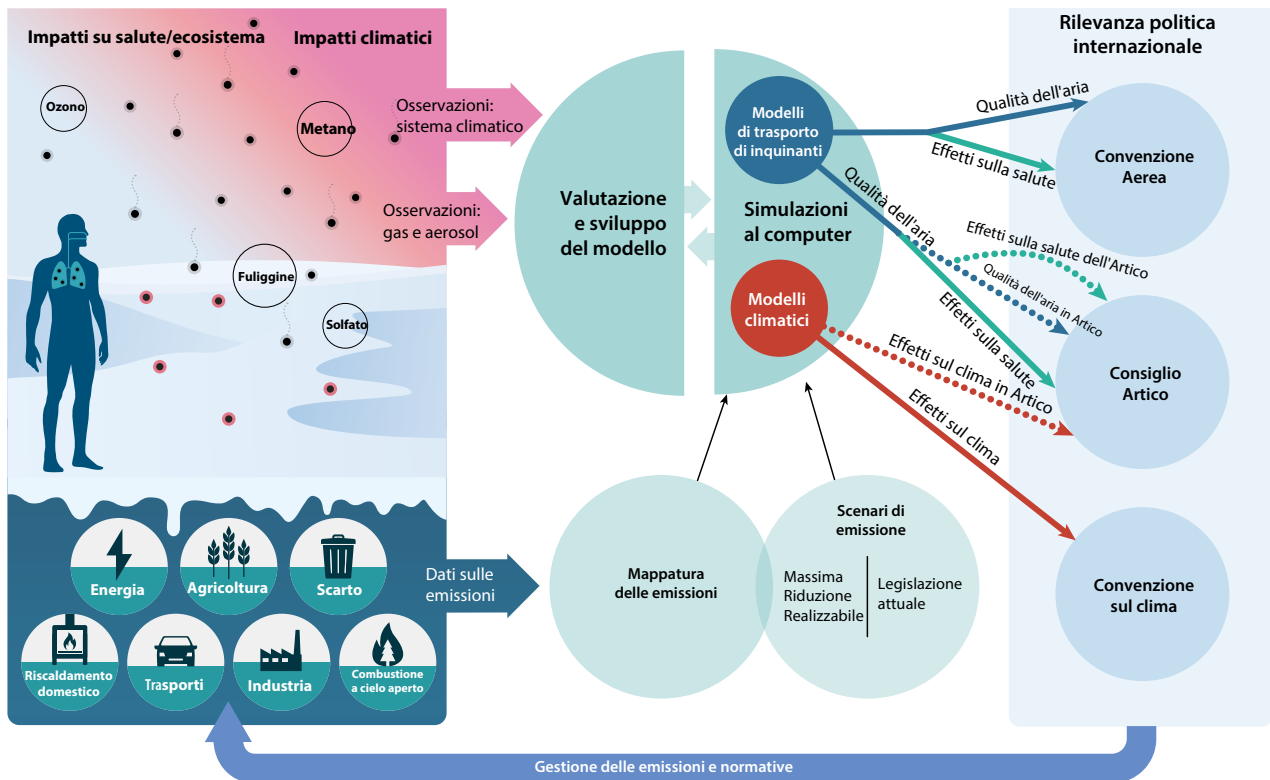 Impatti su salute/ecosistema
Impatti climatici
Ozono
Metano
Fuliggine
Solfato
Osservazioni:
sistema climatico
Osservazioni:
gas e aerosol
Valutazione
e sviluppo
del modello
Modelli
di trasporto
di inquinanti
Simulazioni
al computer
Modelli
climatici
Qualità dell'aria
Effetti sulla salute
Qualità dell'aria
Effetti sulla salute dell'Artico
Qualità dell'aria in Artico
Effetti sulla salute
Effetti sul clima in Artico
Effetti sul clima
Rilevanza politica
internazionale
Convenzione
Aerea
Consiglio
Artico
Convenzione
sul clima
Energia
Agricoltura
Scarto
Riscaldamento
domestico
Trasporti
Industria
Combustione
a cielo aperto
Dati sulle
emissioni
Mappatura
delle emissioni
Scenari di
emissione
Massima
Riduzione
Realizzabile
Legislazione
attuale
Gestione delle emissioni e normative